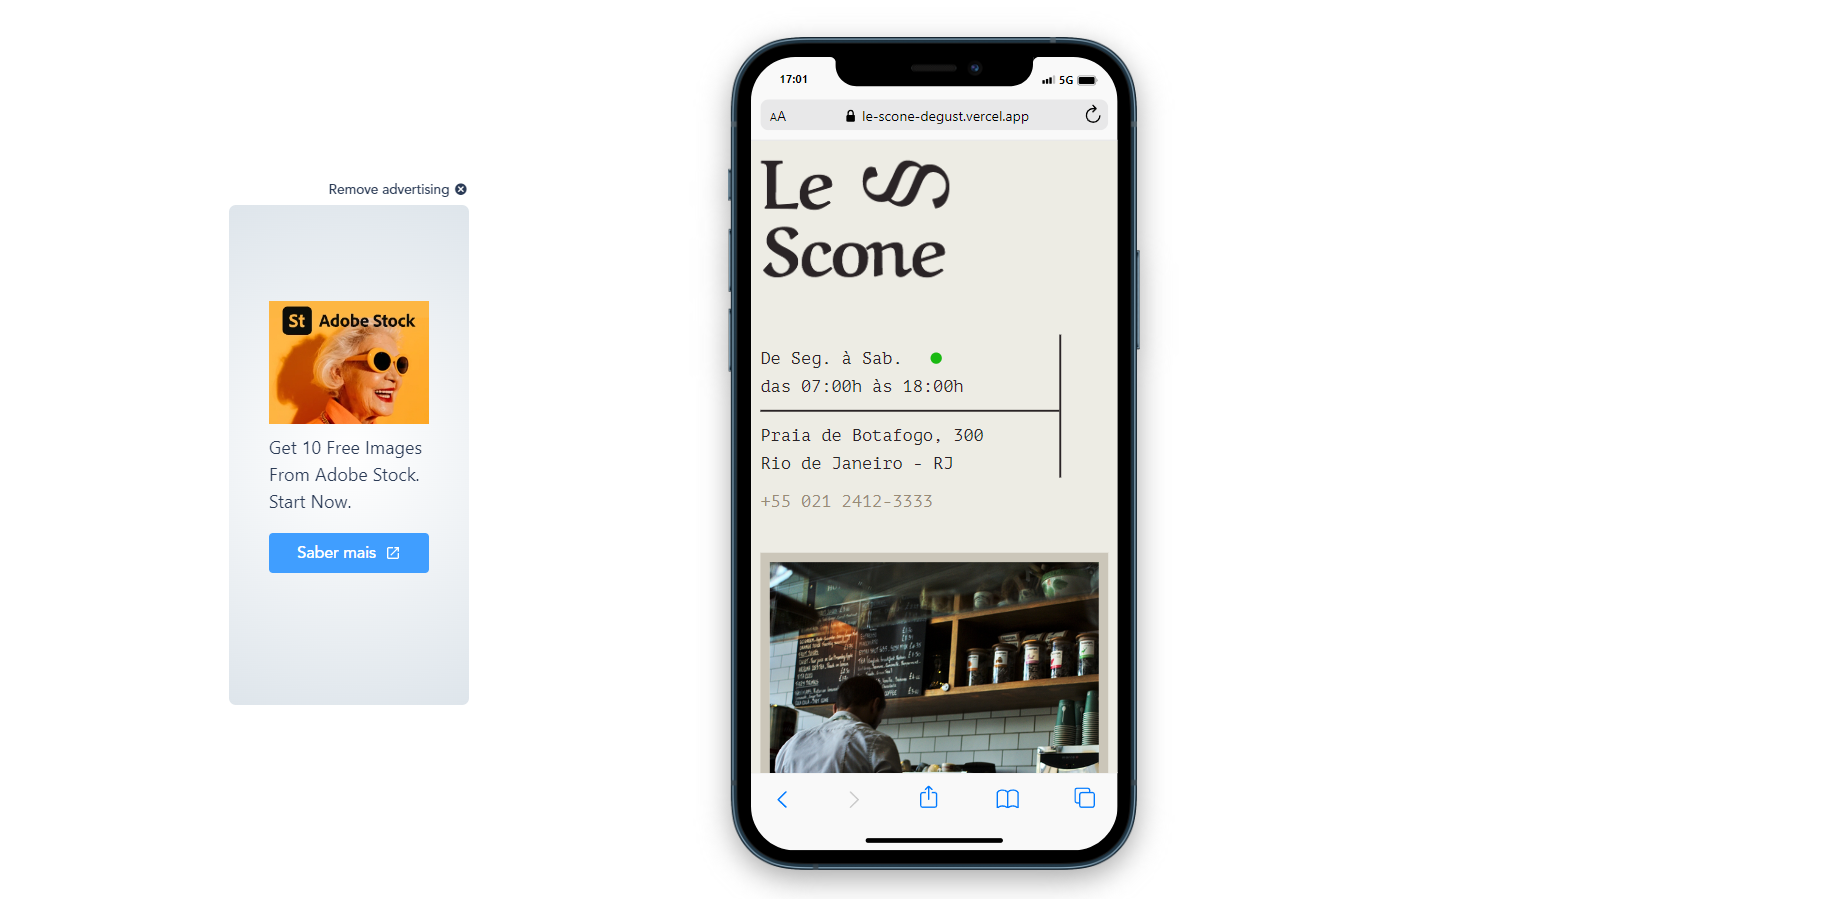 Remove advertising
St Adobe Stock
Get 10 Free Images
From Adobe Stock.
Start Now.
Saber mais
17:01
5G
AA
le-scone-degust.vercel.app
Le
Scone
De Seg. à Sab.
das 07:00h às 18:00h
Praia de Botafogo, 300
Rio de Janeiro - RJ
+55 021 2412-3333